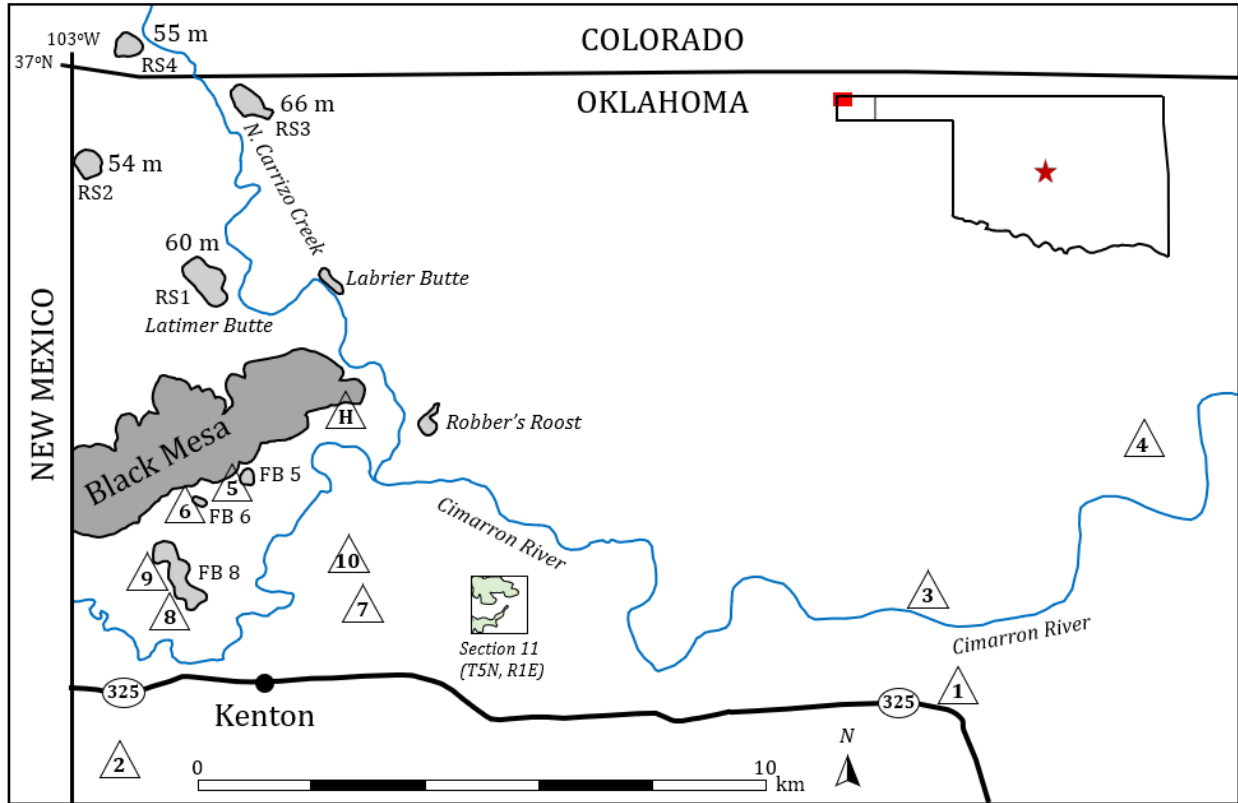 103ᵒW
37ᵒN
55 m
RS4
COLORADO
OKLAHOMA
66 m
RS3
N. Carrizo Creek
54 m
RS2
60 m
RS1
Latimer Butte
Labrier Butte
NEW MEXICO
Black Mesa
H
Robber's Roost
4
5
FB 5
6
FB 6
Cimarron River
9
FB 8
8
10
7
3
Section 11
(T5N, R1E)
Cimarron River
325
Kenton
325
1
2
N
0
10
km